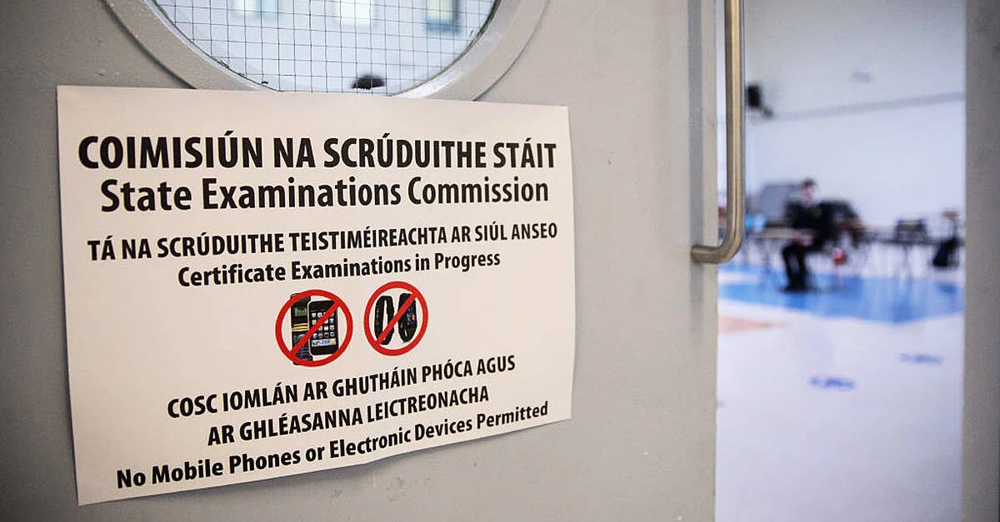 COIMISIÚN NA SCRÚDUITHE STÁIT
State Examinations Commission
TÁ NA SCRÚDUITHE TEISTIMÉIREACHTA AR SIÚL ANSEO
Certificate Examinations in Progress
COSC IOMLÁN AR GHUTHÁIN PHÓCA AGUS
AR GHLÉASANNA LEICTREONACHA
No Mobile Phones or Electronic Devices Permitted